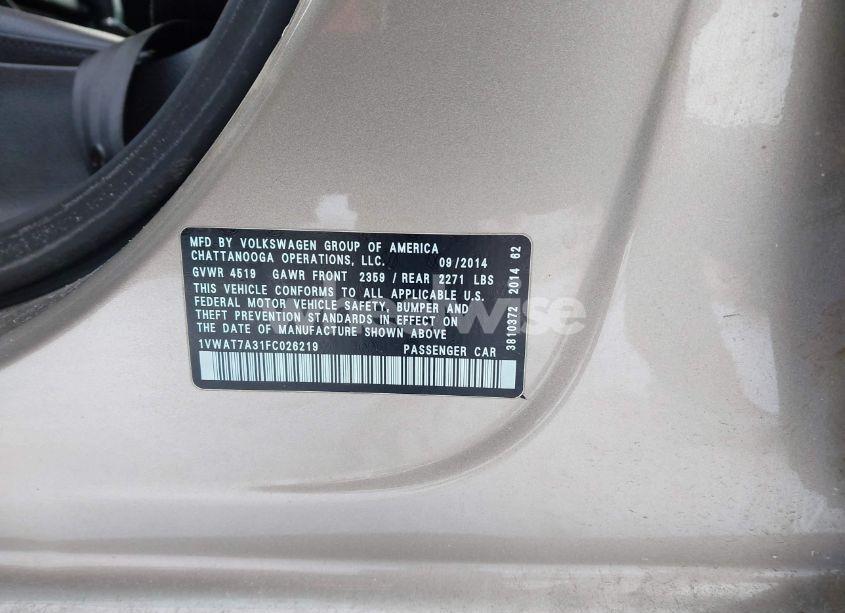 MFD BY VOLKSWAGEN GROUP OF AMERICA
CHATTANOOGA OPERATIONS, LLC. 09/2014
GVWR 4519 GAWR FRONT 2359 / REAR 2271 LBS
THIS VEHICLE CONFORMS TO ALL APPLICABLE U.S.
FEDERAL MOTOR VEHICLE SAFETY, BUMPER AND
THEFT PREVENTION STANDARDS IN EFFECT ON
THE DATE OF MANUFACTURE SHOWN ABOVE
1VWAT7A31FC026219 PASSENGER CAR
3810372 2014 62